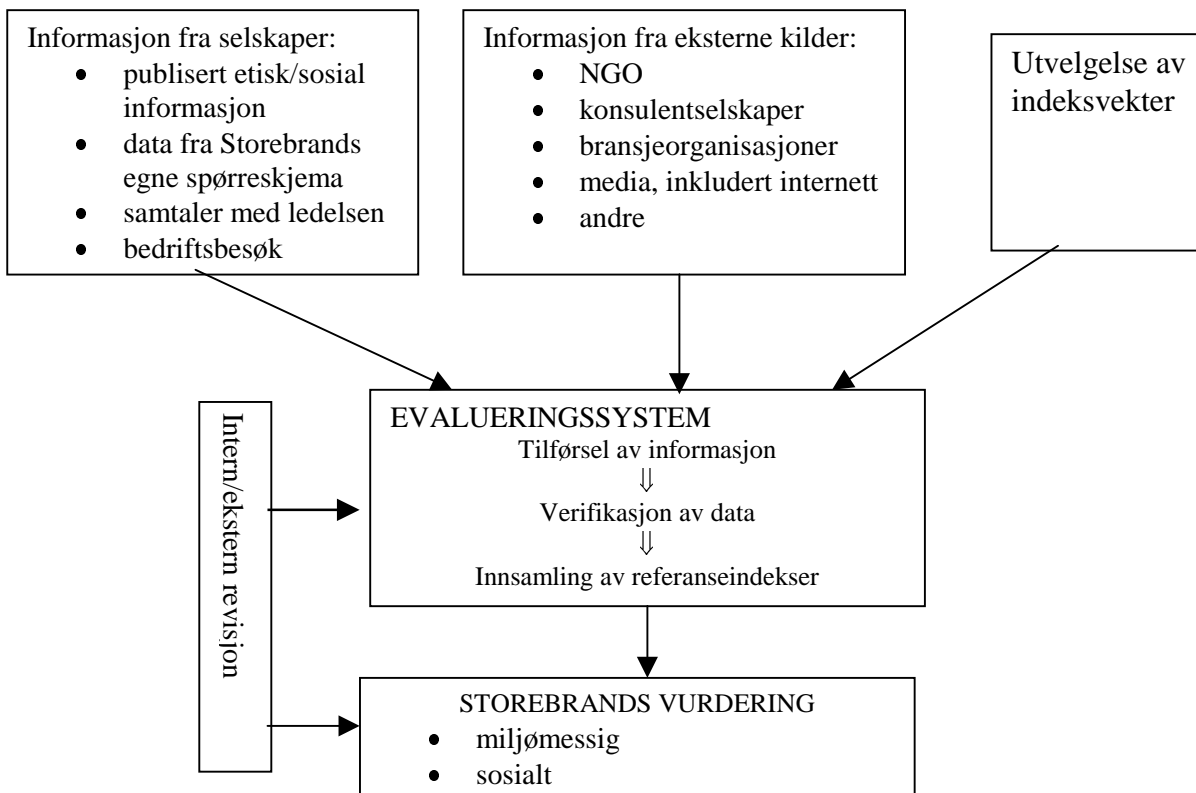 Informasjon fra selskaper:
• publisert etisk/sosial
informasjon
• data fra Storebrands
egne spørreskjema
• samtaler med ledelsen
• bedriftsbesøk
Informasjon fra eksterne kilder:
• NGO
• konsulentselskaper
• bransjeorganisasjoner
• media, inkludert internett
• andre
Utvelgelse av
indeksvekter
Intern/ekstern revisjon
EVALUERINGSSYSTEM
Tilførsel av informasjon
⇓
Verifikasjon av data
⇓
Innsamling av referanseindekser
STOREBRANDS VURDERING
• miljømessig
• sosialt